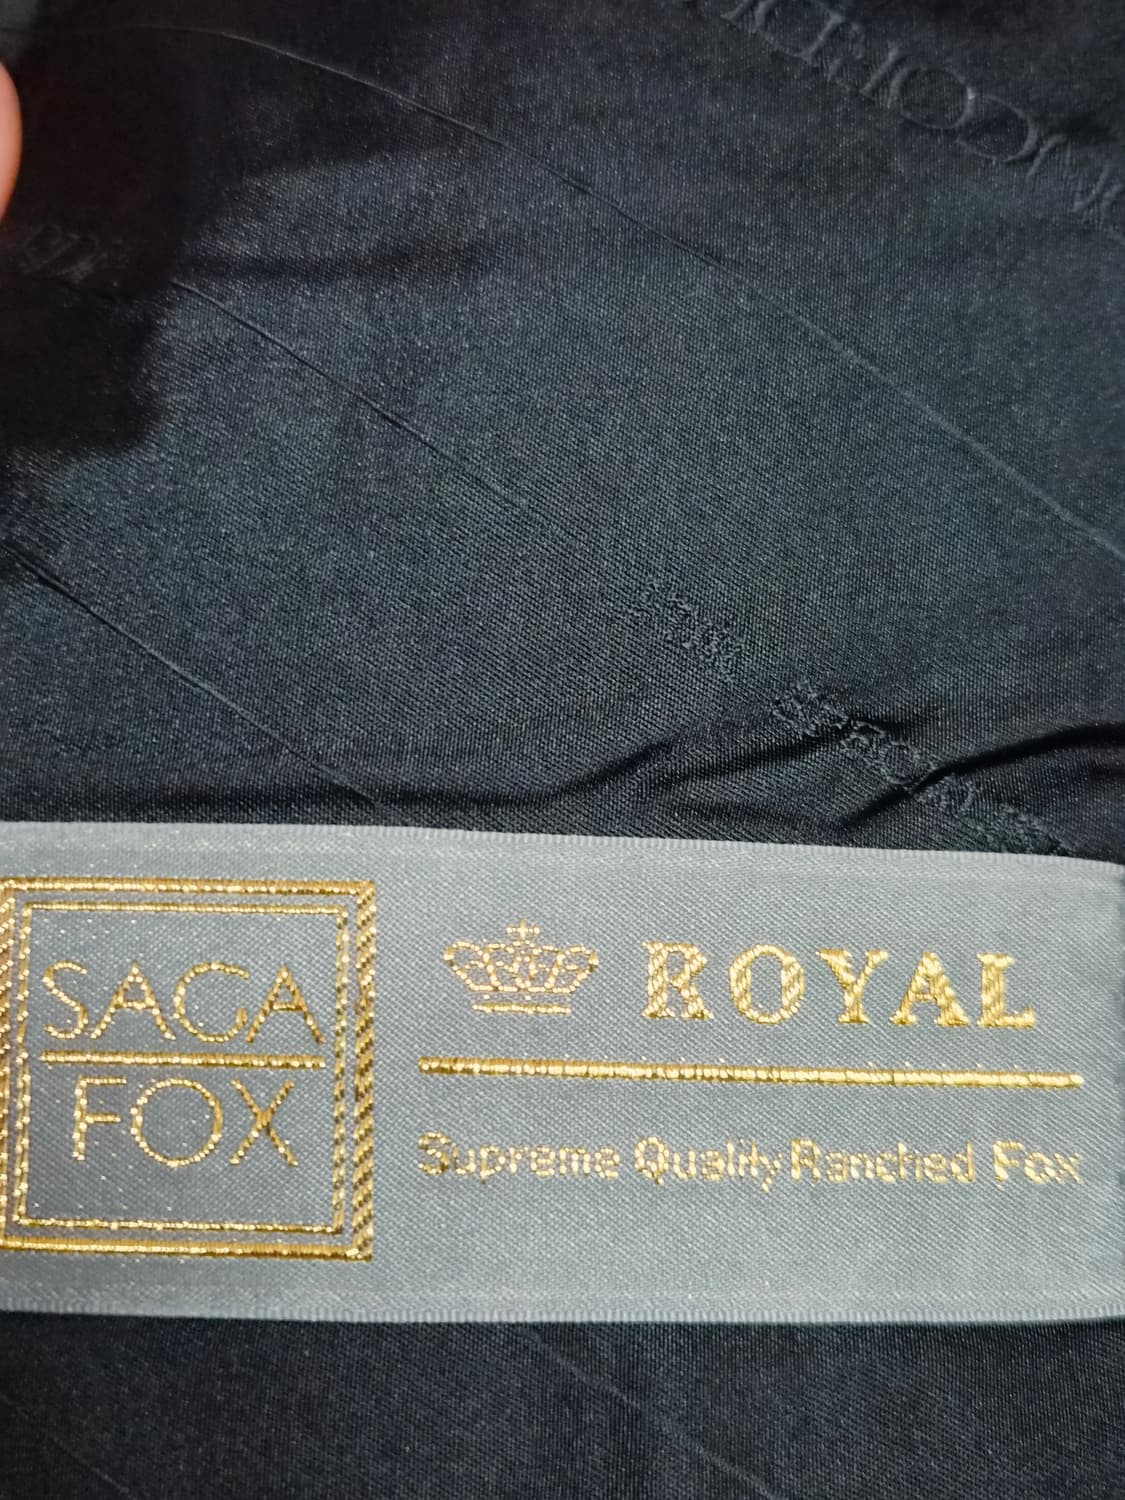 SAGA
FOX
ROYAL
Supreme Quality Ranched Fox